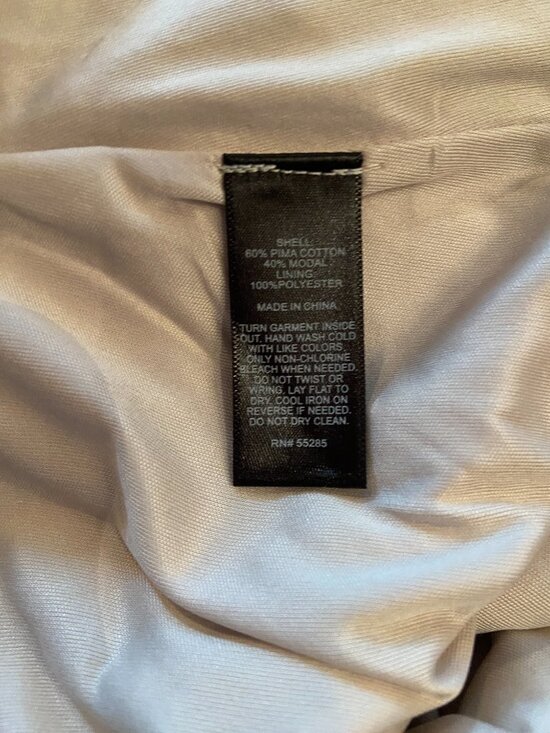 SHELL:
60% PIMA COTTON
40% MODAL
LINING:
100%POLYESTER
MADE IN CHINA
TURN GARMENT INSIDE
OUT. HAND WASH COLD
WITH LIKE COLORS.
ONLY NON-CHLORINE
BLEACH WHEN NEEDED.
DO NOT TWIST OR
WRING. LAY FLAT TO
DRY. COOL IRON ON
REVERSE IF NEEDED.
DO NOT DRY CLEAN.
RN# 55285